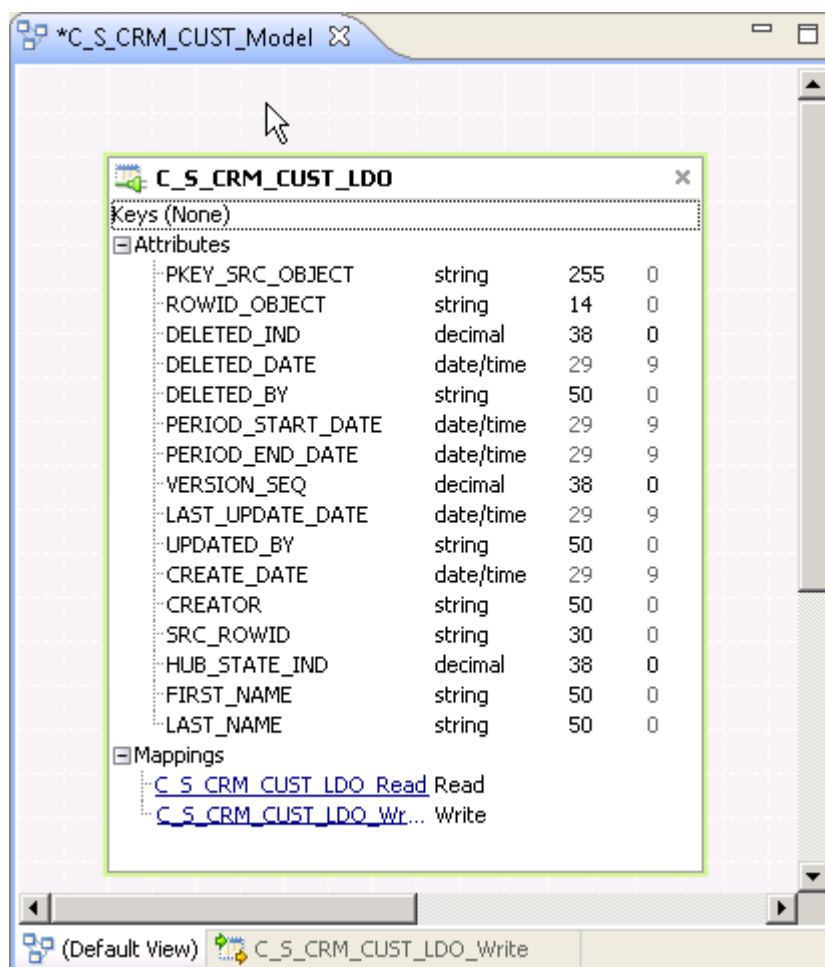 *C_S_CRM_CUST_Model
C_S_CRM_CUST_LDO
Keys (None)
Attributes
PKEY_SRC_OBJECT string 255 0
ROWID_OBJECT string 14 0
DELETED_IND decimal 38 0
DELETED_DATE date/time 29 9
DELETED_BY string 50 0
PERIOD_START_DATE date/time 29 9
PERIOD_END_DATE date/time 29 9
VERSION_SEQ decimal 38 0
LAST_UPDATE_DATE date/time 29 9
UPDATED_BY string 50 0
CREATE_DATE date/time 29 9
CREATOR string 50 0
SRC_ROWID string 30 0
HUB_STATE_IND decimal 38 0
FIRST_NAME string 50 0
LAST_NAME string 50 0
Mappings
C_S_CRM_CUST_LDO_Read Read
C_S_CRM_CUST_LDO_Wr... Write
(Default View) C_S_CRM_CUST_LDO_Write